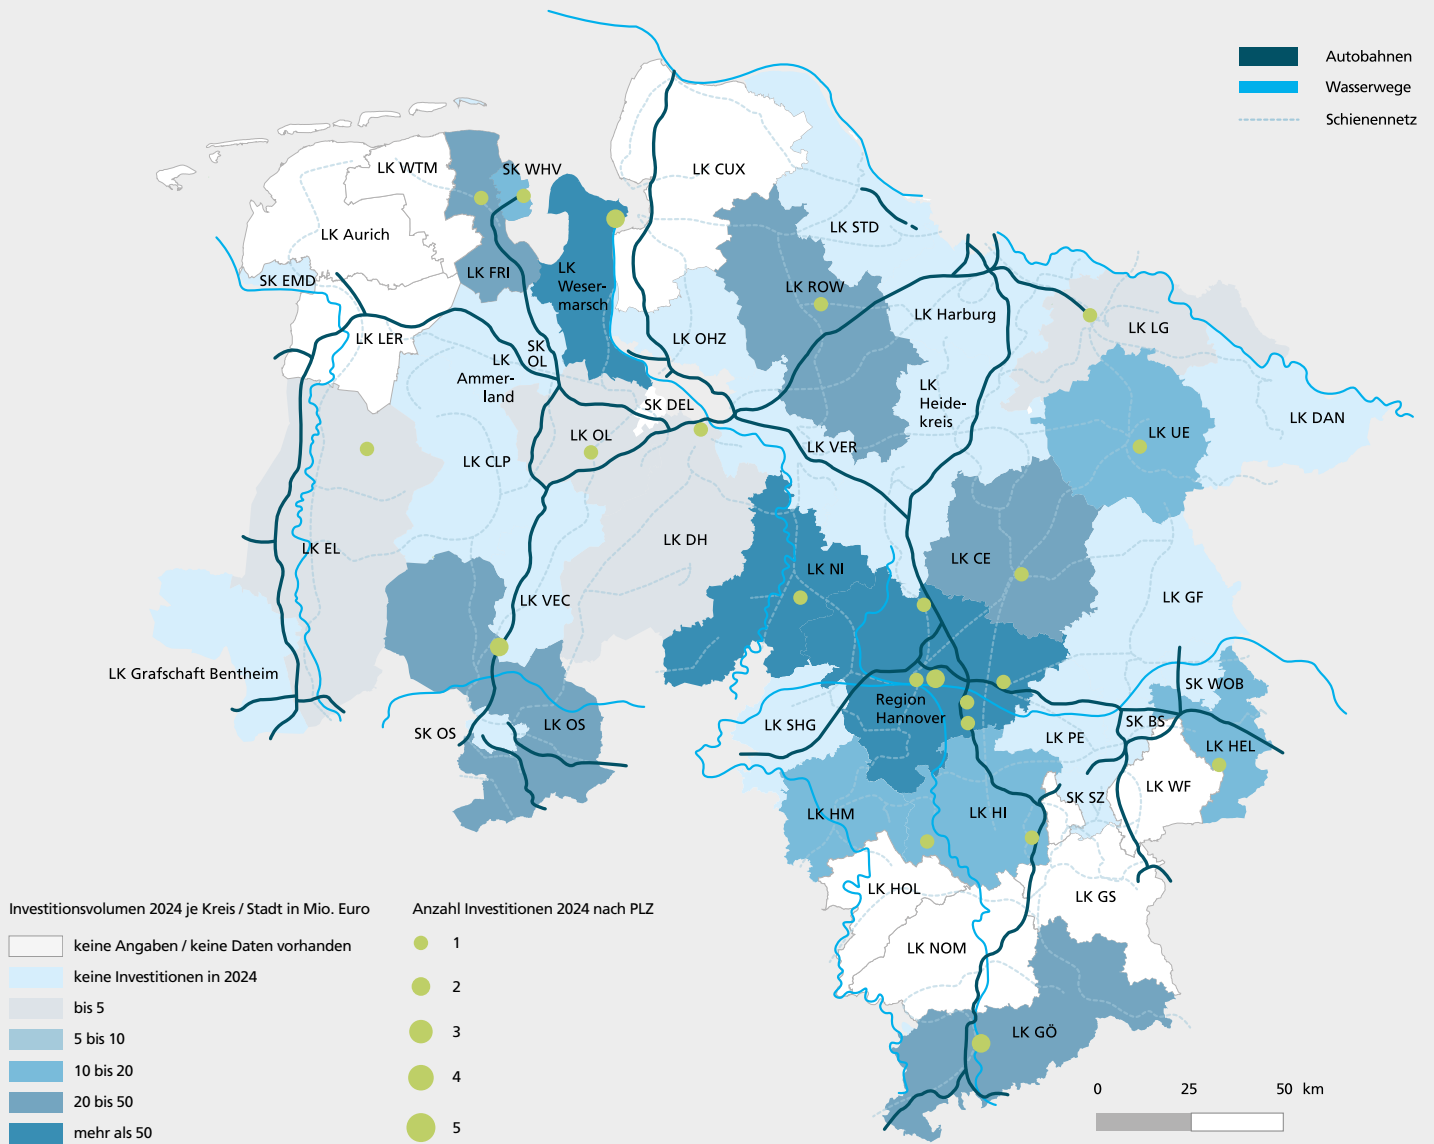 Autobahnen
Wasserwege
Schienennetz
LK WTM
SK WHV
LK CUX
LK Aurich
LK STD
SK EMD
LK FRI
LK
Weser-
marsch
LK ROW
LK Harburg
LK LG
LK LER
SK
OL
LK OHZ
LK
Ammer-
land
LK
Heide-
kreis
SK DEL
LK DAN
LK OL
LK VER
LK UE
LK CLP
LK EL
LK DH
LK NI
LK CE
LK VEC
LK GF
LK Grafschaft Bentheim
SK WOB
Region
Hannover
LK SHG
SK BS
LK OS
SK OS
LK PE
LK HEL
LK WF
SK SZ
LK HM
LK HI
LK HOL
LK GS
LK NOM
LK GÖ
Investitionsvolumen 2024 je Kreis / Stadt in Mio. Euro
keine Angaben / keine Daten vorhanden
keine Investitionen in 2024
bis 5
5 bis 10
10 bis 20
20 bis 50
mehr als 50
Anzahl Investitionen 2024 nach PLZ
1
2
3
4
5
0 25 50 km